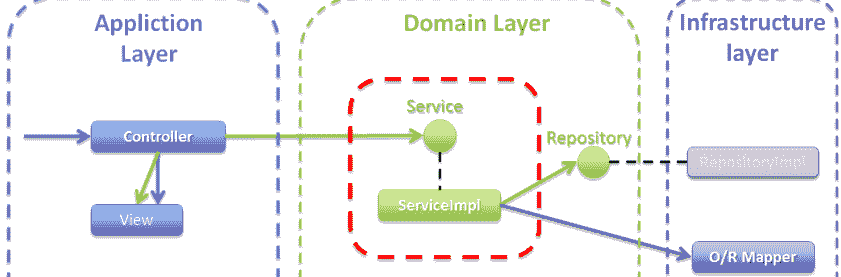 Appliction
Layer
Domain Layer
Infrastructure
layer
Service
Controller
Repository
RepositoryImpl
ServiceImpl
View
O/R Mapper